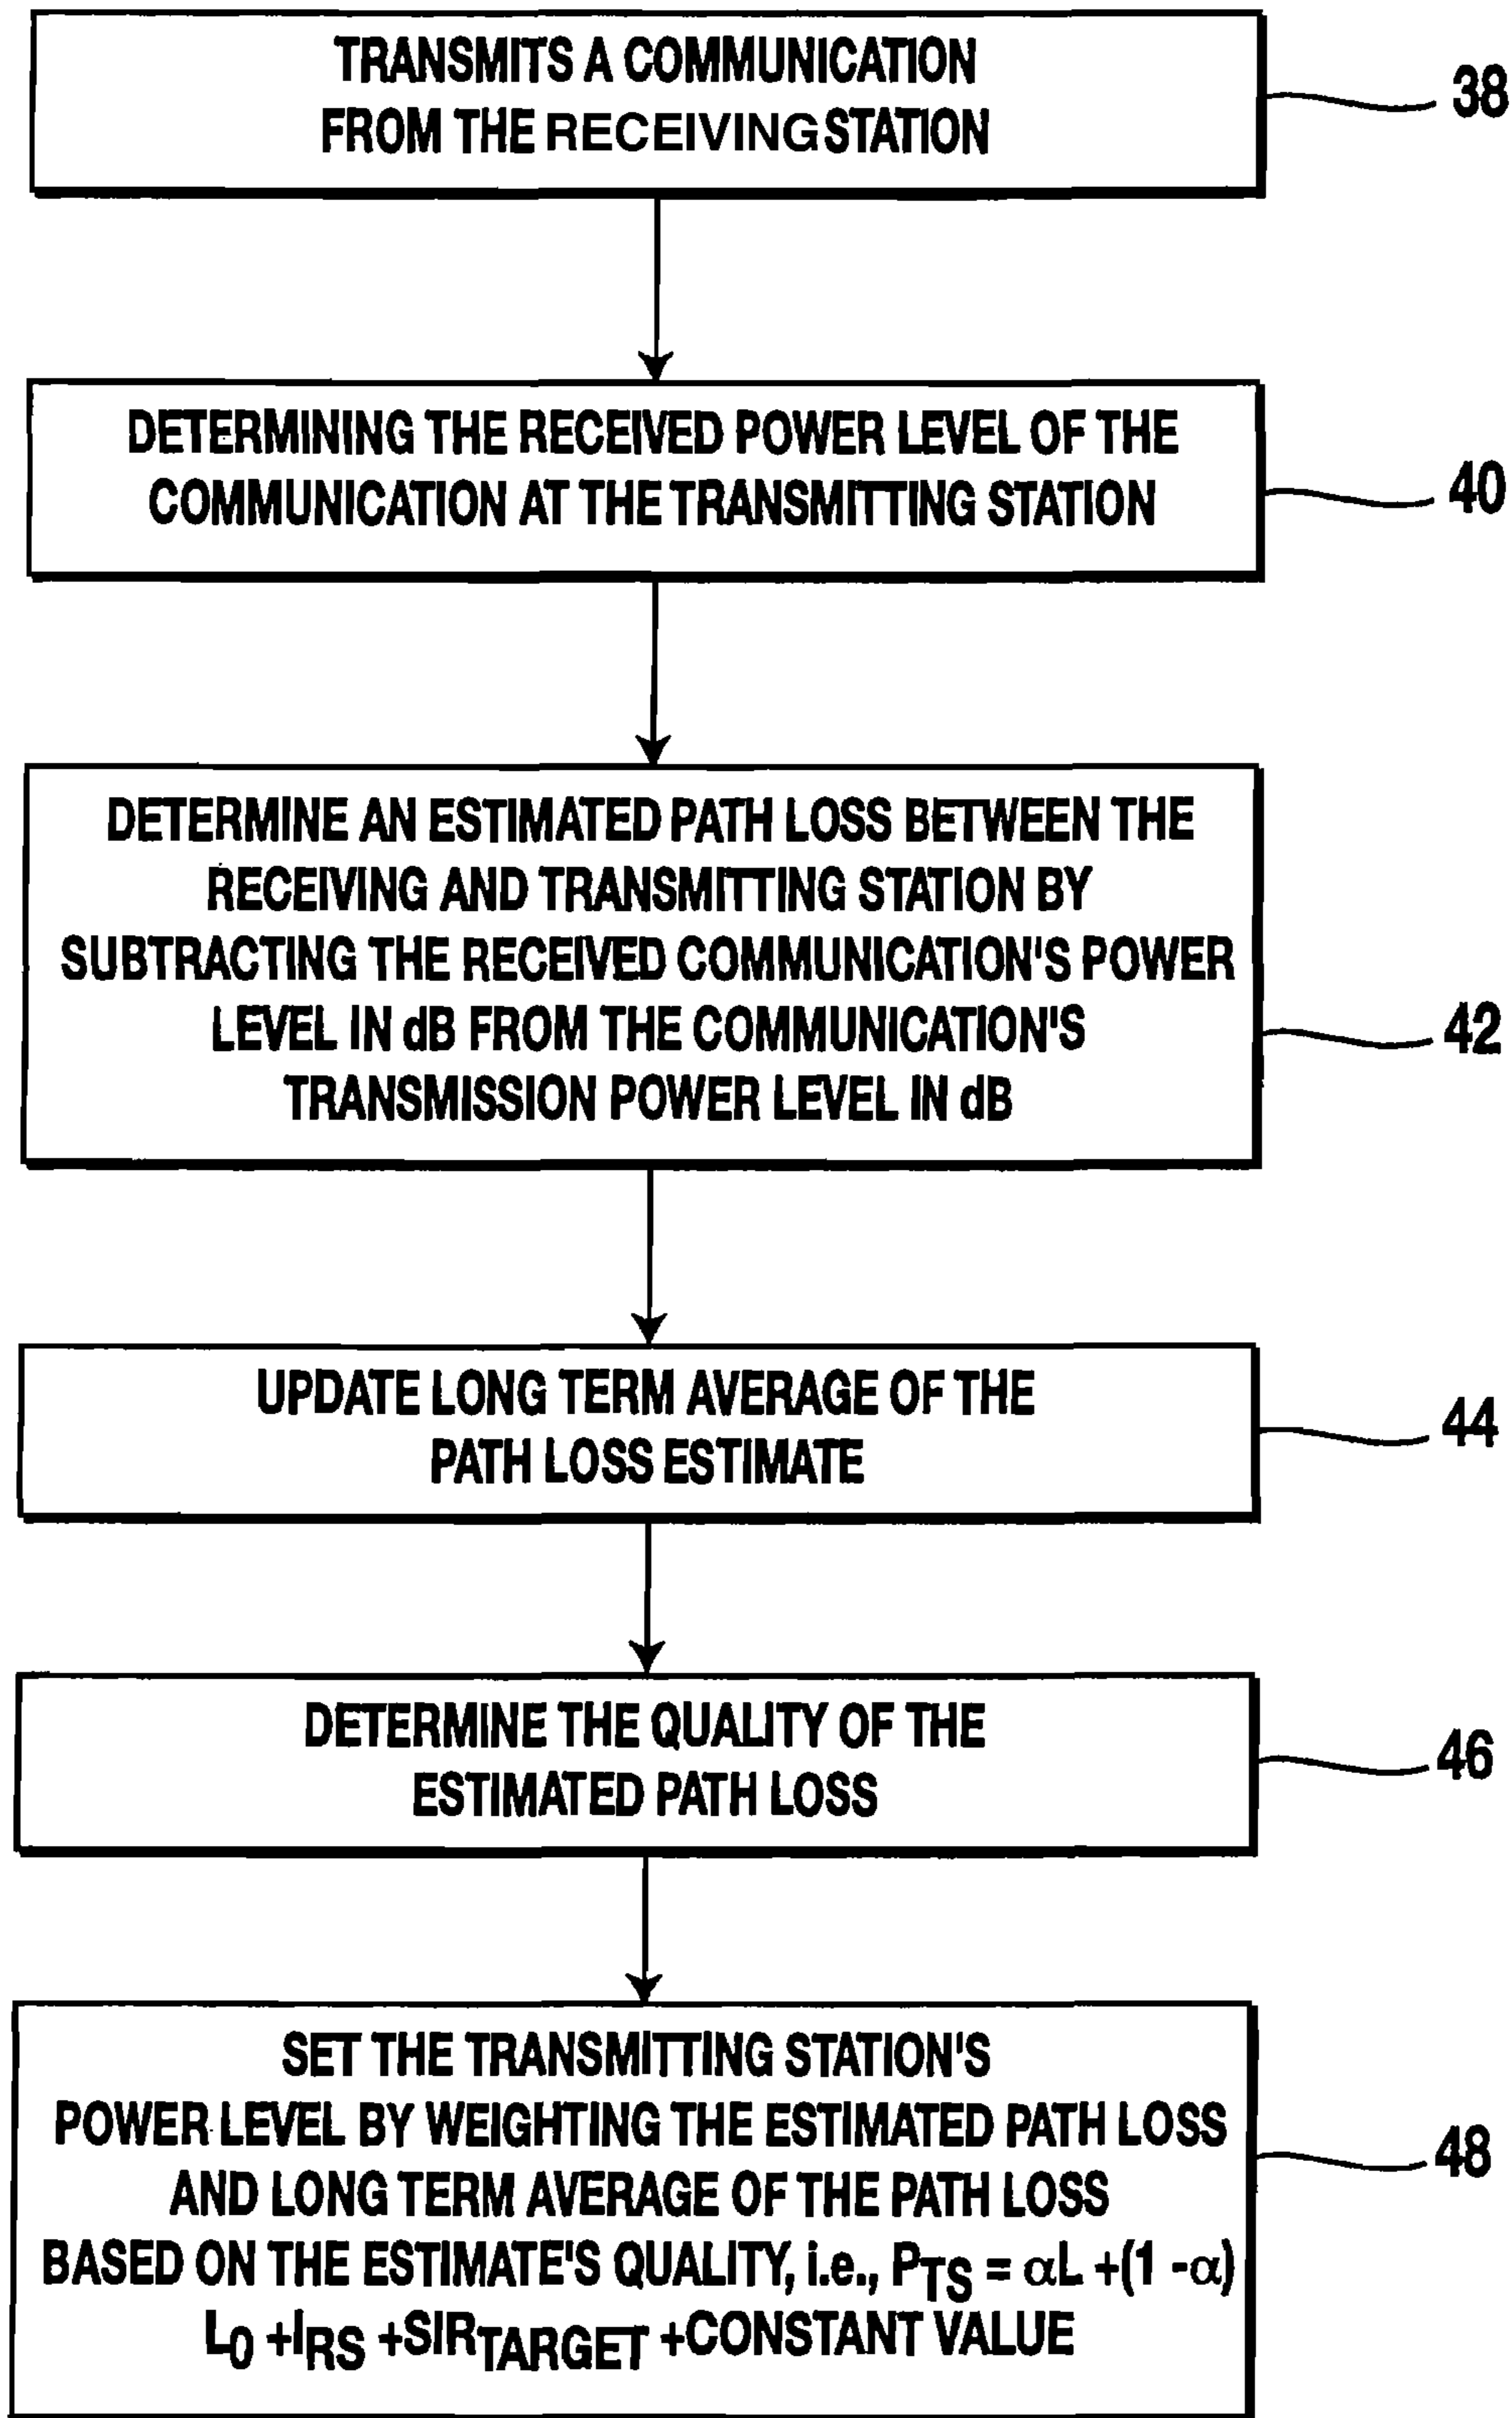 TRANSMITS A COMMUNICATION
FROM THE RECEIVING STATION
38
DETERMINING THE RECEIVED POWER LEVEL OF THE
COMMUNICATION AT THE TRANSMITTING STATION
40
DETERMINE AN ESTIMATED PATH LOSS BETWEEN THE
RECEIVING AND TRANSMITTING STATION BY
SUBTRACTING THE RECEIVED COMMUNICATION'S POWER
LEVEL IN dB FROM THE COMMUNICATION'S
TRANSMISSION POWER LEVEL IN dB
42
UPDATE LONG TERM AVERAGE OF THE
PATH LOSS ESTIMATE
44
DETERMINE THE QUALITY OF THE
ESTIMATED PATH LOSS
46
SET THE TRANSMITTING STATION'S
POWER LEVEL BY WEIGHTING THE ESTIMATED PATH LOSS
AND LONG TERM AVERAGE OF THE PATH LOSS
BASED ON THE ESTIMATE'S QUALITY, i.e., PTS = αL +(1 -α)
L0 +IRS +SIRTARGET +CONSTANT VALUE
48